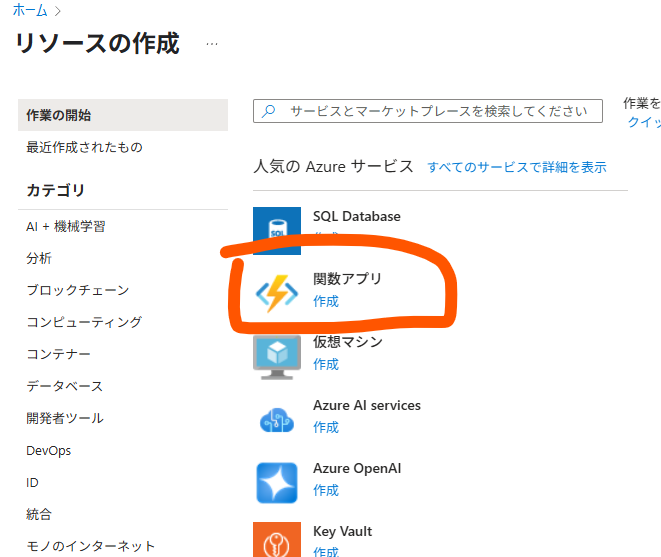 ホーム
リソースの作成 ...
作業の開始
最近作成されたもの
カテゴリ
AI + 機械学習
分析
ブロックチェーン
コンピューティング
コンテナー
データベース
開発者ツール
DevOps
ID
統合
モノのインターネット
サービスとマーケットプレースを検索してください
作業を
クイッ
人気の Azure サービス すべてのサービスで詳細を表示
SQL Database
SQL
関数アプリ
作成
仮想マシン
作成
Azure AI services
作成
Azure OpenAI
作成
Key Vault
作成